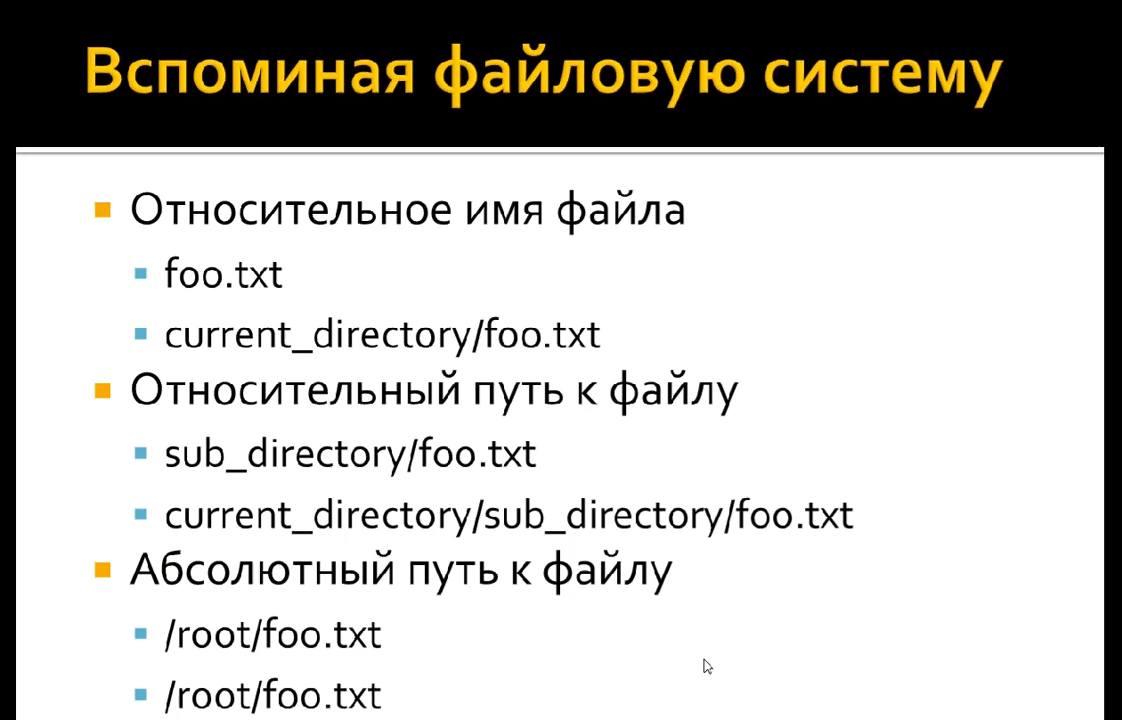 Вспоминая файловую систему
Относительное имя файла
foo.txt
current_directory/foo.txt
Относительный путь к файлу
sub_directory/foo.txt
current_directory/sub_directory/foo.txt
Абсолютный путь к файлу
/root/foo.txt
/root/foo.txt